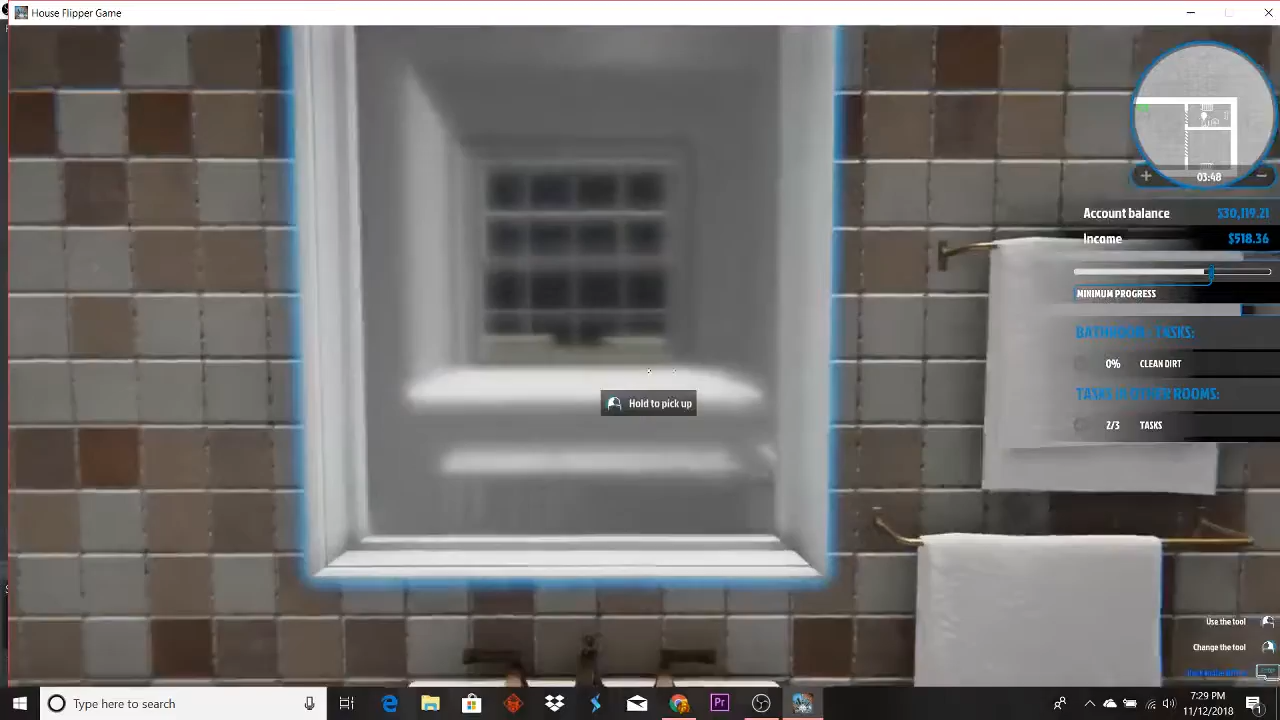 House Flipper Game
03:48
Account balance $30,119.21
Income $518.36
MINIMUM PROGRESS
BATHROOM - TASKS:
0% CLEAN DIRT
TASKS IN OTHER ROOMS:
2/3 TASKS
Hold to pick up
Use the tool
Change the tool
Type here to search
Pr
7:29 PM
11/12/2018